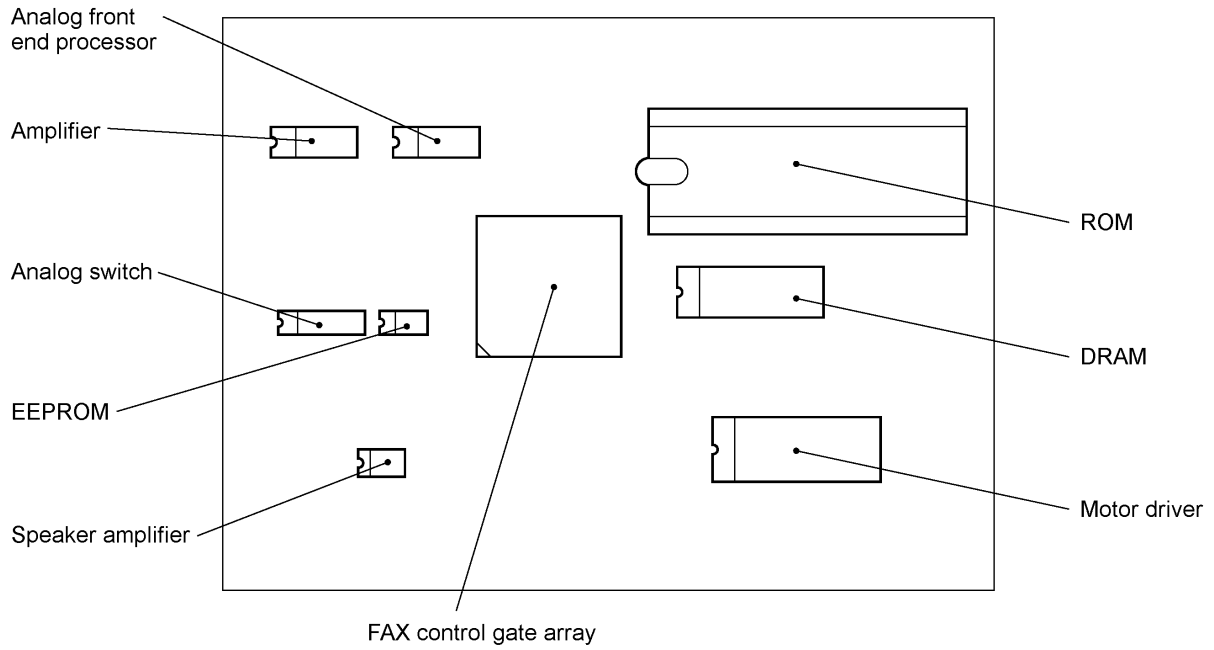 Analog front
end processor
Amplifier
ROM
Analog switch
DRAM
EEPROM
Motor driver
Speaker amplifier
FAX control gate array